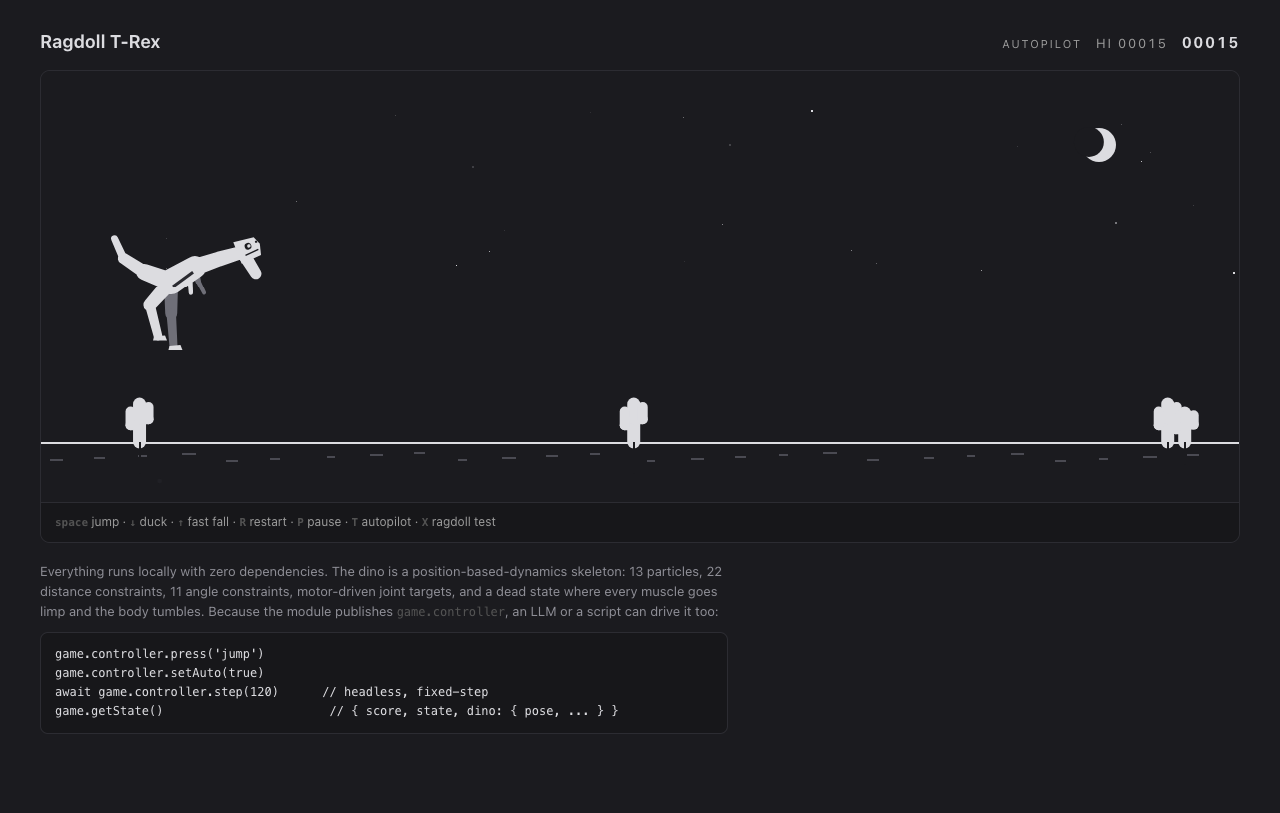 Ragdoll T-Rex
AUTOPILOT HI 00015 00015
space jump · ↓ duck · ↑ fast fall · R restart · P pause · T autopilot · X ragdoll test
Everything runs locally with zero dependencies. The dino is a position-based-dynamics skeleton: 13 particles, 22
distance constraints, 11 angle constraints, motor-driven joint targets, and a dead state where every muscle goes
limp and the body tumbles. Because the module publishes game.controller, an LLM or a script can drive it too:
game.controller.press('jump')
game.controller.setAuto(true)
await game.controller.step(120)      // headless, fixed-step
game.getState()                       // { score, state, dino: { pose, ... } }